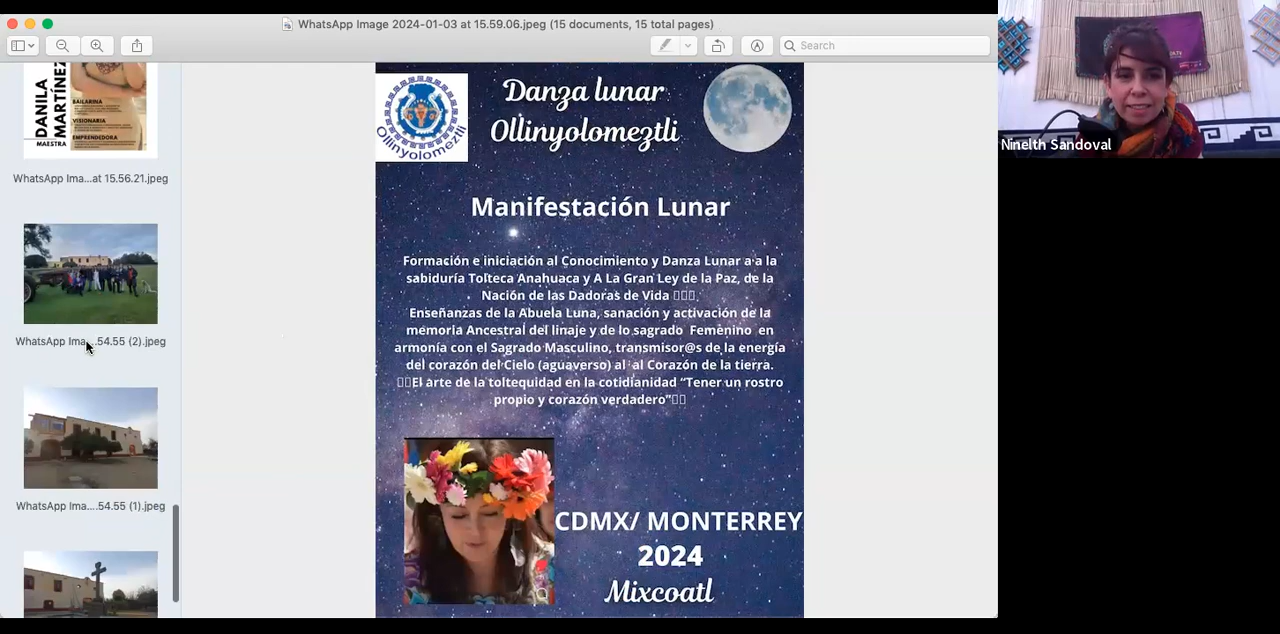 WhatsApp Image 2024-01-03 at 15.59.06.jpeg (15 documents, 15 total pages)
Search
DANILA
MARTÍNEZ
MAESTRA
BAILARINA
VISIONARIA
EMPRENDEDORA
WhatsApp Ima...at 15.56.21.jpeg
WhatsApp Ima....54.55 (2).jpeg
WhatsApp Ima....54.55 (1).jpeg
Ollinyolomeztli
Danza lunar
Ollinyolomeztli
Manifestación Lunar
Formación e iniciación al Conocimiento y Danza Lunar a a la
sabiduría Tolteca Anahuaca y A La Gran Ley de la Paz, de la
Nación de las Dadoras de Vida
Enseñanzas de la Abuela Luna, sanación y activación de la
memoria Ancestral del linaje y de lo sagrado Femenino en
armonía con el Sagrado Masculino, transmisor@s de la energía
del corazón del Cielo (aguaverso) al al Corazón de la tierra.
El arte de la toltequidad en la cotidianidad “Tener un rostro
propio y corazón verdadero”
CDMX/ MONTERREY
2024
Mixcoatl
Ninelth Sandoval